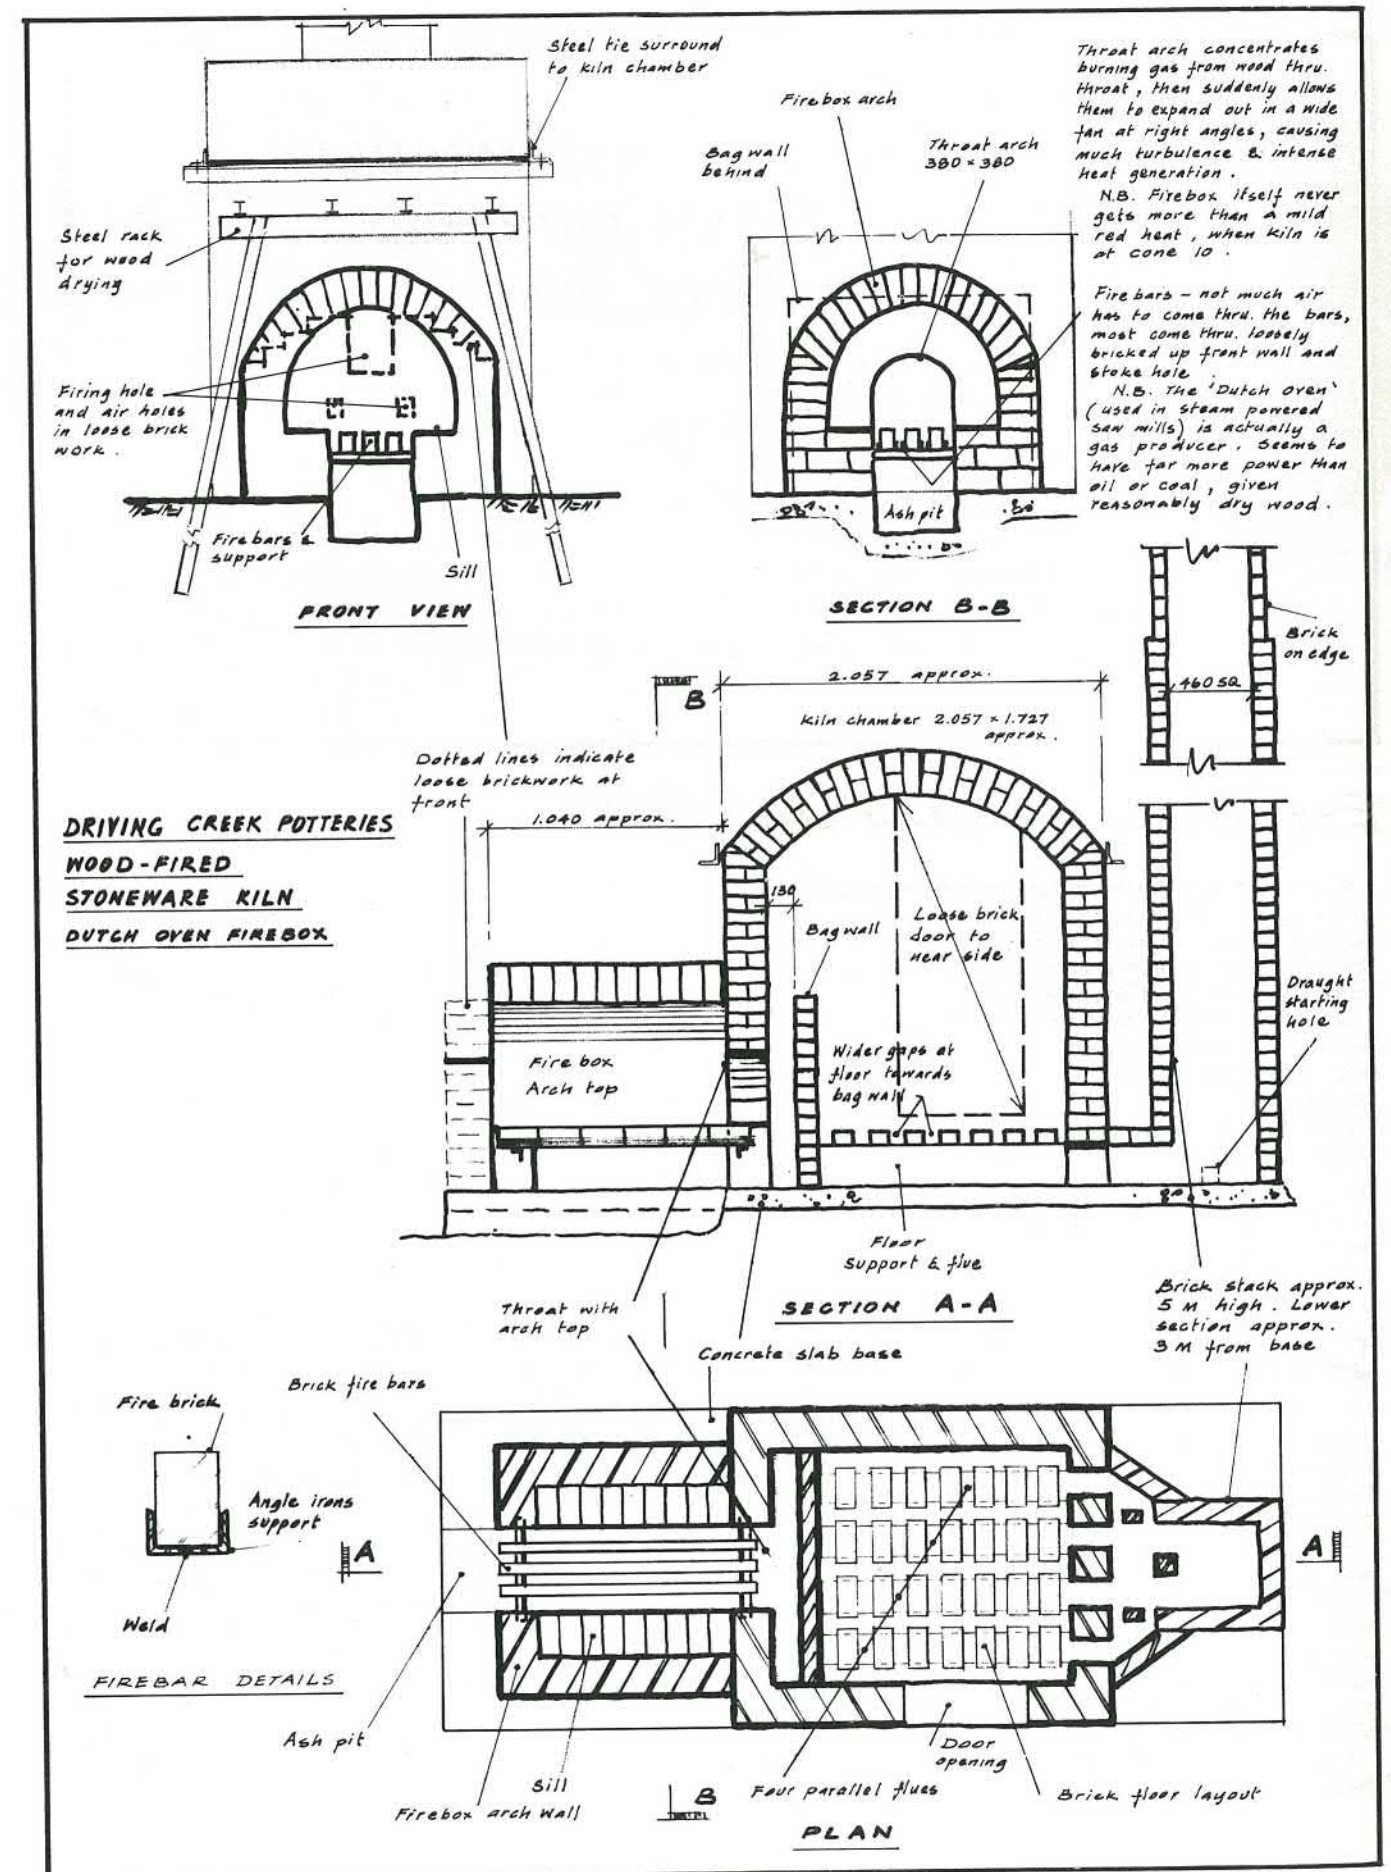 Steel tie surround
to kiln chamber
Steel rack
for wood
drying
Firing hole
and air holes
in loose brick
work.
Fire bars &
support
Sill
FRONT VIEW
Firebox arch
Bag wall
behind
Throat arch
380 × 380
Ash pit
SECTION B-B
Throat arch concentrates
burning gas from wood thru.
throat, then suddenly allows
them to expand out in a wide
fan at right angles, causing
much turbulence & intense
heat generation.
N.B. Firebox itself never
gets more than a mild
red heat, when kiln is
at cone 10.
Fire bars - not much air
has to come thru. the bars,
most come thru. loosely
bricked up front wall and
stoke hole
N.B. The 'Dutch Oven'
(used in steam powered
saw mills) is actually a
gas producer. Seems to
have far more power than
oil or coal, given
reasonably dry wood.
Brick
on edge
460 SQ
B
2.057 approx.
Kiln chamber 2.057 × 1.727
approx.
Dotted lines indicate
loose brickwork at
front
1.040 approx.
DRIVING CREEK POTTERIES
WOOD-FIRED
STONEWARE KILN
DUTCH OVEN FIREBOX
130
Bag wall
Loose brick
door to
near side
Wider gaps at
floor towards
bag wall
Fire box
Arch top
Draught
starting
hole
Floor
support & flue
SECTION A-A
Throat with
arch top
Concrete slab base
Brick stack approx.
5 M high. Lower
section approx.
3 M from base
Brick fire bars
Fire brick
Angle irons
support
Weld
FIREBAR DETAILS
A
A
Ash pit
Sill
Firebox arch wall
B
Four parallel flues
Door
opening
Brick floor layout
PLAN